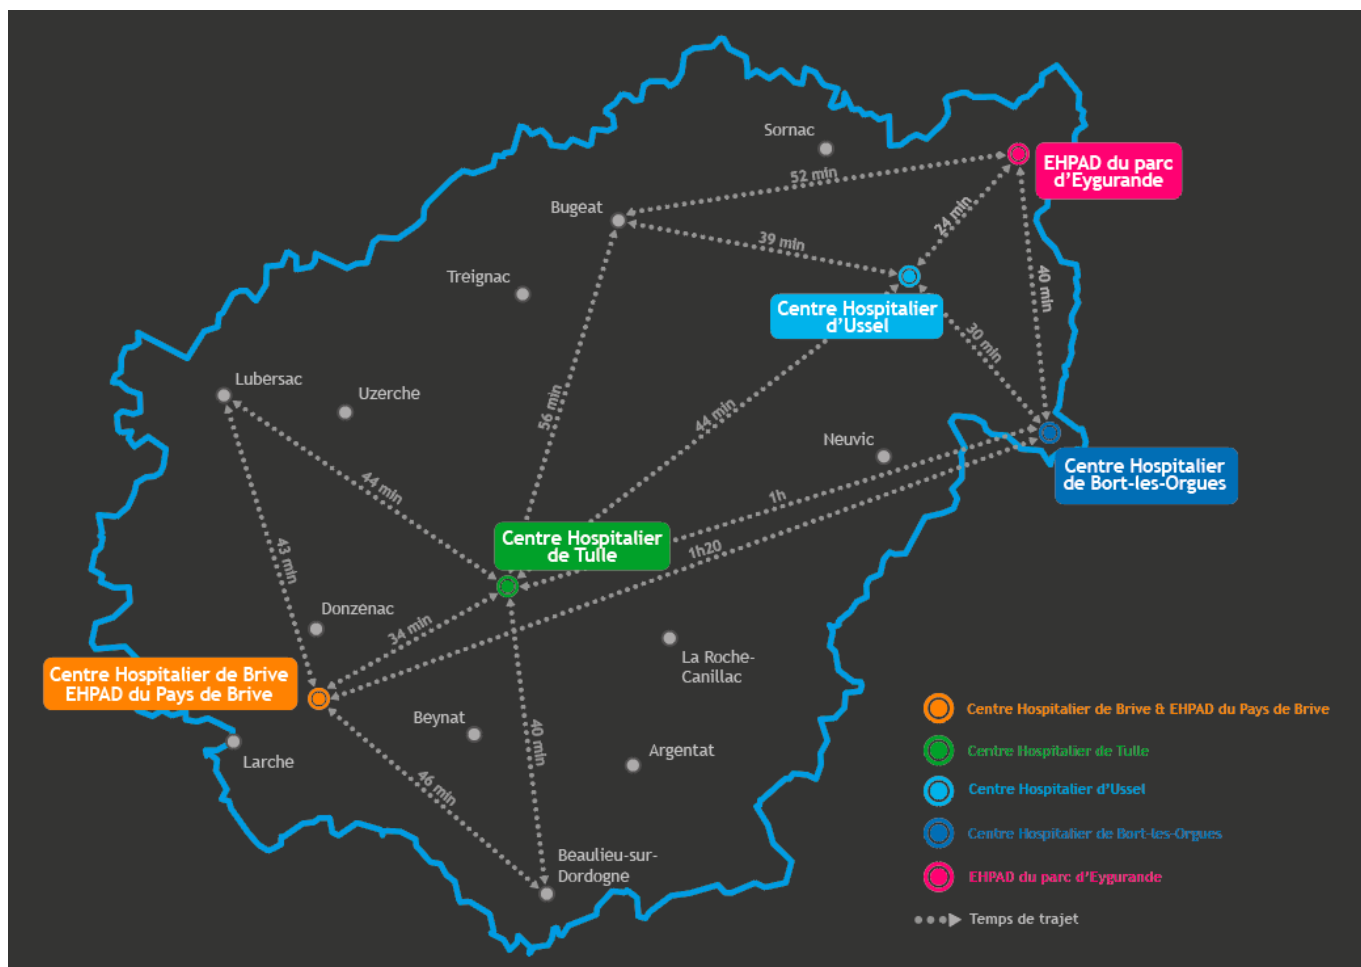 Sornac
EHPAD du parc
d'Eygurande
52 min
Bugeat
24 min
39 min
Treignac
40 min
Centre Hospitalier
d'Ussel
30 min
Lubersac
Uzerche
56 min
44 min
Neuvic
Centre Hospitalier
de Bort-les-Orgues
44 min
1h
Centre Hospitalier
de Tulle
1h20
43 min
Donzenac
34 min
La Roche-
Canillac
Centre Hospitalier de Brive
EHPAD du Pays de Brive
Beynat
40 min
Argentat
Larche
46 min
Beaulieu-sur-
Dordogne
Centre Hospitalier de Brive & EHPAD du Pays de Brive
Centre Hospitalier de Tulle
Centre Hospitalier d'Ussel
Centre Hospitalier de Bort-les-Orgues
EHPAD du parc d'Eygurande
Temps de trajet